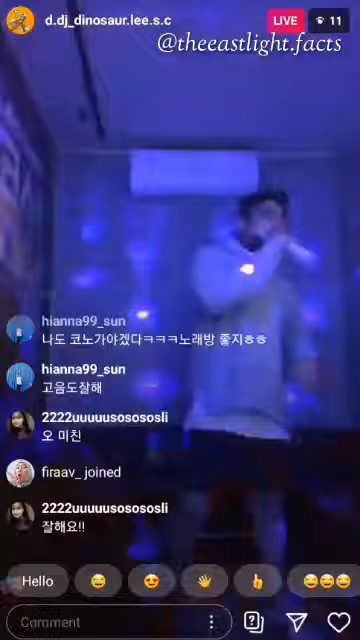 d.dj_dinosaur.lee.s.c
LIVE
11
@theeastlight.facts
hianna99_sun
나도 코노가야겠다ㅋㅋㅋ노래방 좋지ㅎㅎ
hianna99_sun
고음도잘해
2222uuuuusososososli
오 미친
firaav_ joined
2222uuuuusososososli
잘해요!!
Hello
Comment